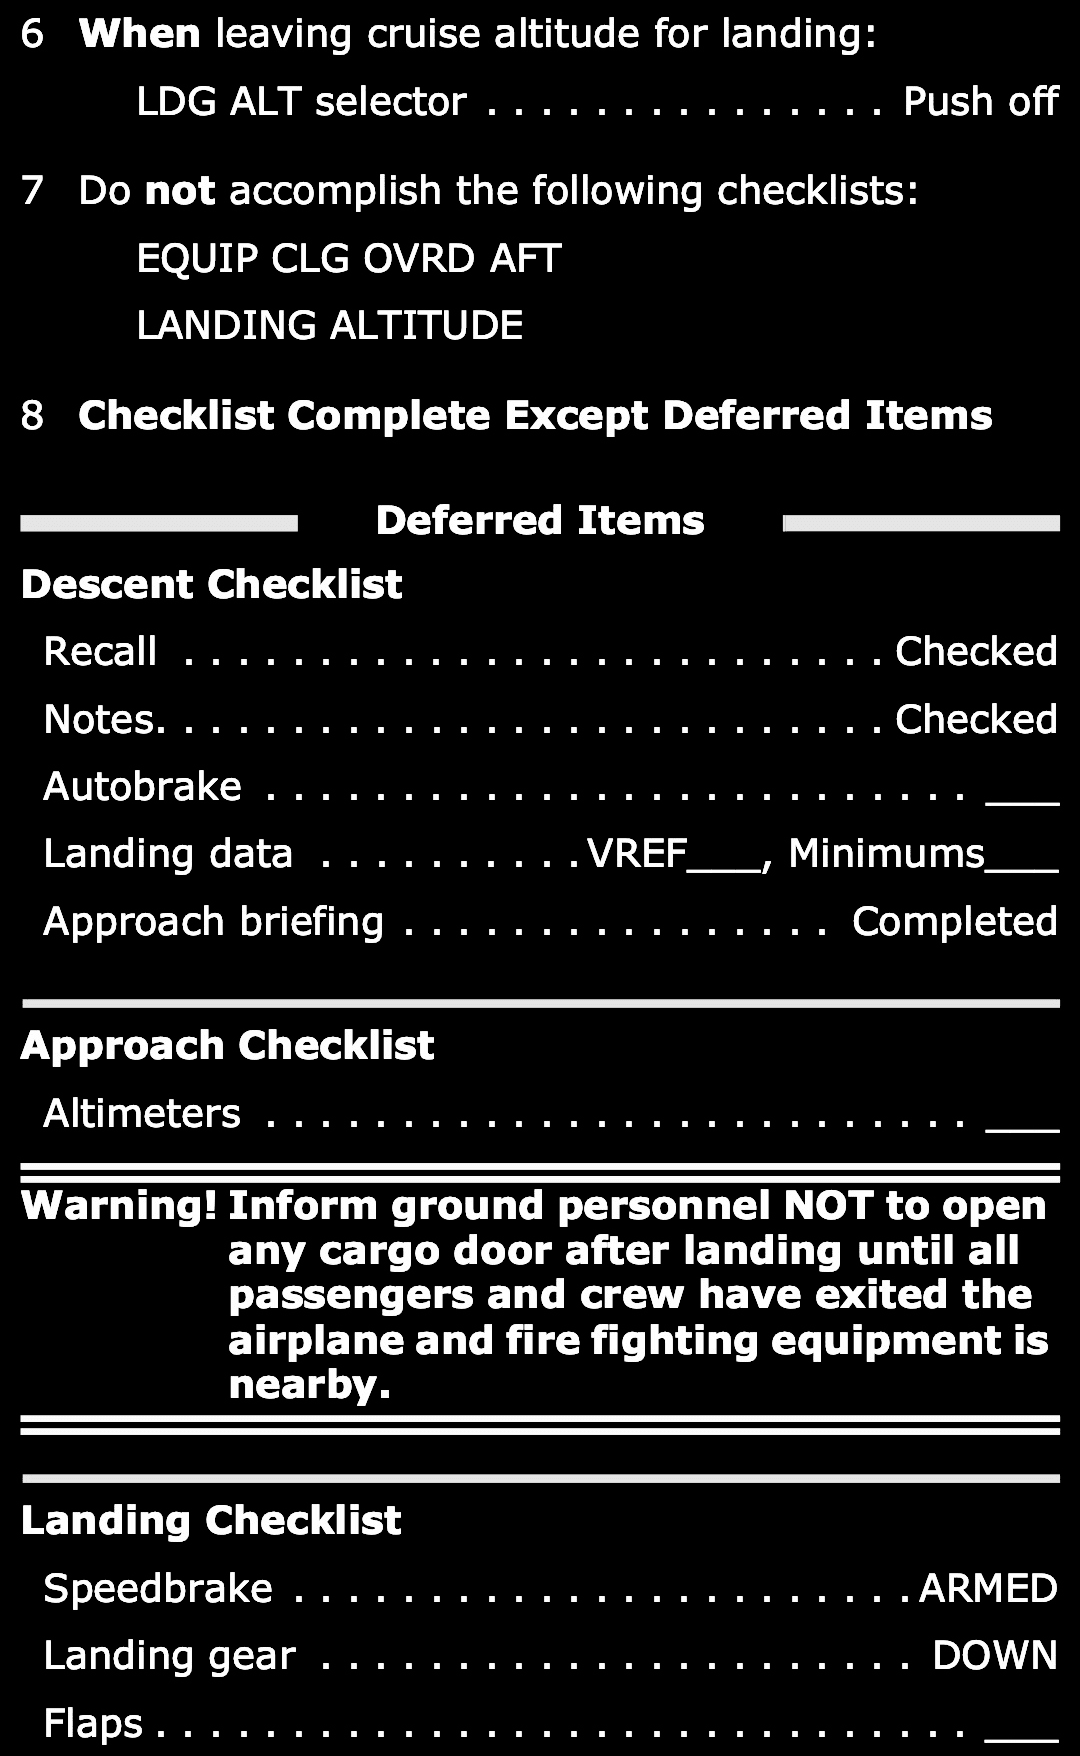 6 When leaving cruise altitude for landing:
LDG ALT selector . . . . . . . . . . . . . . . Push off
7 Do not accomplish the following checklists:
EQUIP CLG OVRD AFT
LANDING ALTITUDE
8 Checklist Complete Except Deferred Items
Deferred Items
Descent Checklist
Recall . . . . . . . . . . . . . . . . . . . . . . . . . . Checked
Notes. . . . . . . . . . . . . . . . . . . . . . . . . . . Checked
Autobrake . . . . . . . . . . . . . . . . . . . . . . . . . . ___
Landing data . . . . . . . . . . VREF___, Minimums___
Approach briefing . . . . . . . . . . . . . . . . Completed
Approach Checklist
Altimeters . . . . . . . . . . . . . . . . . . . . . . . . . . ___
Warning! Inform ground personnel NOT to open
any cargo door after landing until all
passengers and crew have exited the
airplane and fire fighting equipment is
nearby.
Landing Checklist
Speedbrake . . . . . . . . . . . . . . . . . . . . . . . ARMED
Landing gear . . . . . . . . . . . . . . . . . . . . . . DOWN
Flaps . . . . . . . . . . . . . . . . . . . . . . . . . . . . . . ___